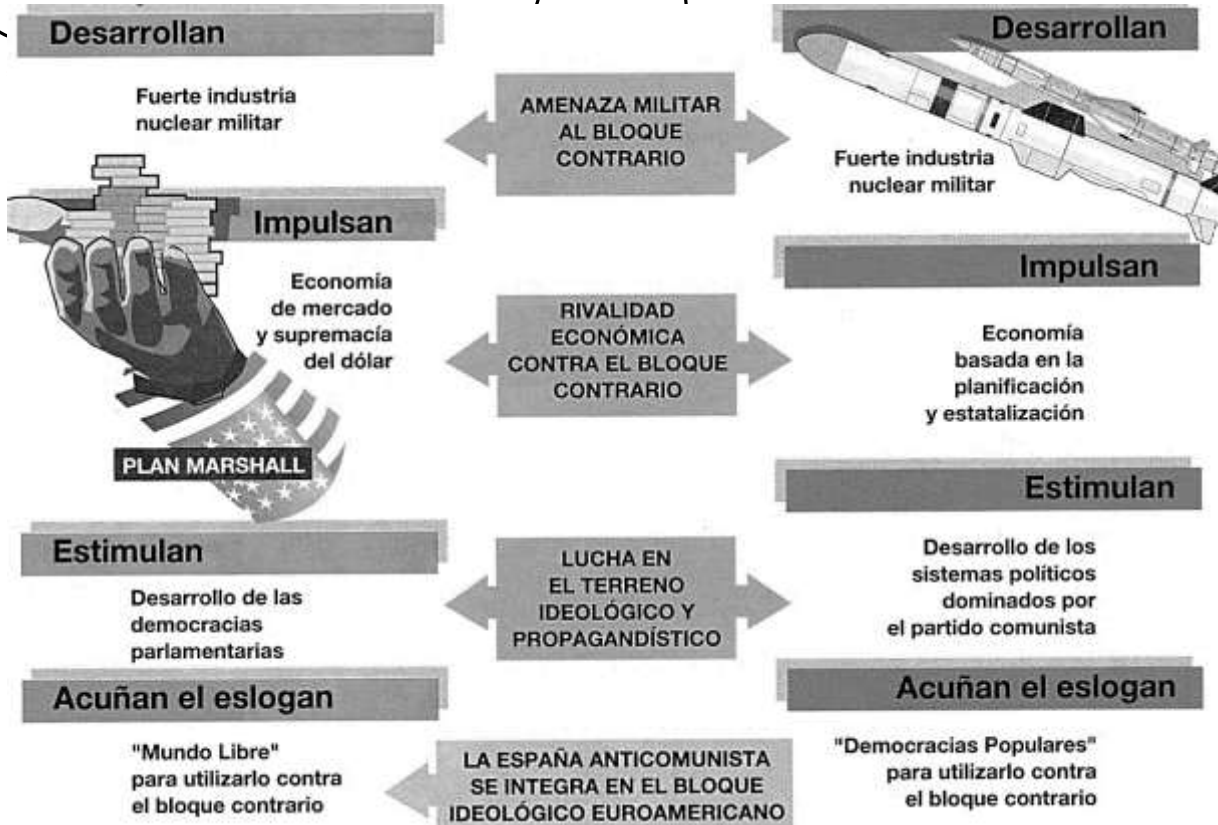 Desarrollan
Fuerte industria
nuclear militar
Impulsan
Economía
de mercado
y supremacía
del dólar
PLAN MARSHALL
Estimulan
Desarrollo de las
democracias
parlamentarias
Acuñan el eslogan
"Mundo Libre"
para utilizarlo contra
el bloque contrario
AMENAZA MILITAR
AL BLOQUE
CONTRARIO
RIVALIDAD
ECONÓMICA
CONTRA EL BLOQUE
CONTRARIO
LUCHA EN
EL TERRENO
IDEOLÓGICO Y
PROPAGANDÍSTICO
LA ESPAÑA ANTICOMUNISTA
SE INTEGRA EN EL BLOQUE
IDEOLÓGICO EUROAMERICANO
Desarrollan
Fuerte industria
nuclear militar
Impulsan
Economía
basada en la
planificación
y estatalización
Estimulan
Desarrollo de los
sistemas políticos
dominados por
el partido comunista
Acuñan el eslogan
"Democracias Populares"
para utilizarlo contra
el bloque contrario